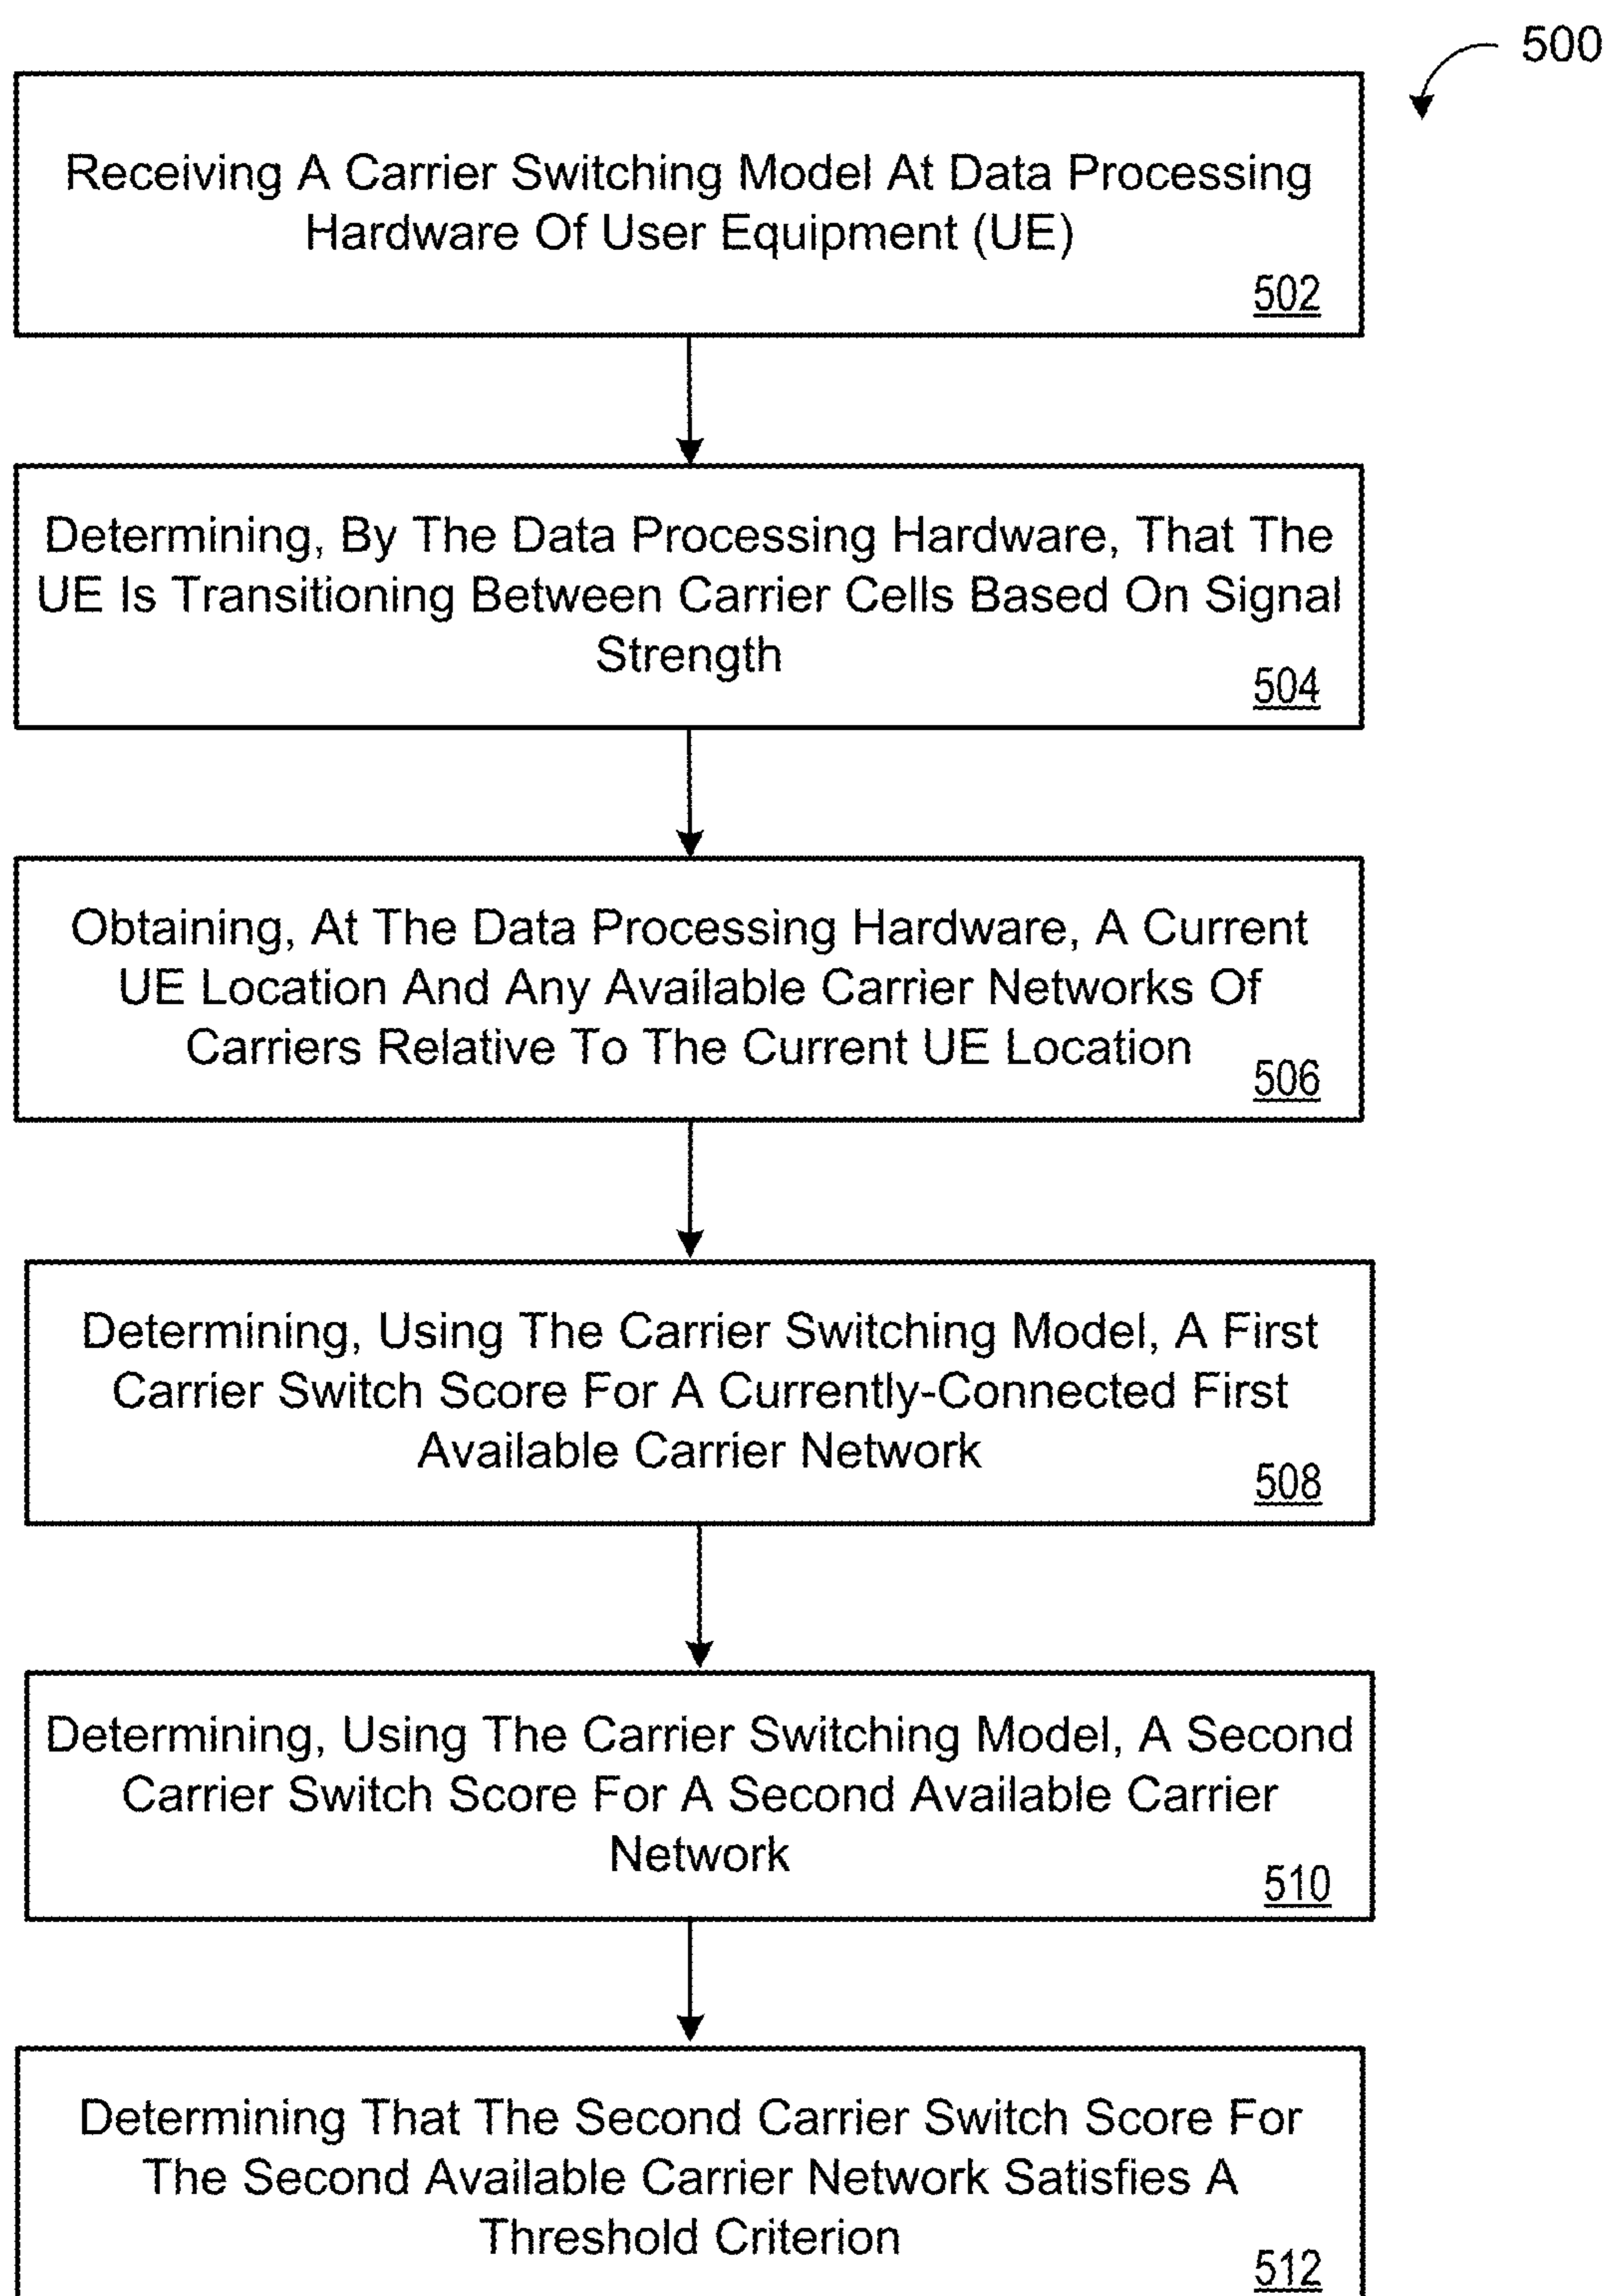 500
Receiving A Carrier Switching Model At Data Processing
Hardware Of User Equipment (UE)
502
Determining, By The Data Processing Hardware, That The
UE Is Transitioning Between Carrier Cells Based On Signal
Strength
504
Obtaining, At The Data Processing Hardware, A Current
UE Location And Any Available Carrier Networks Of
Carriers Relative To The Current UE Location
506
Determining, Using The Carrier Switching Model, A First
Carrier Switch Score For A Currently-Connected First
Available Carrier Network
508
Determining, Using The Carrier Switching Model, A Second
Carrier Switch Score For A Second Available Carrier
Network
510
Determining That The Second Carrier Switch Score For
The Second Available Carrier Network Satisfies A
Threshold Criterion
512